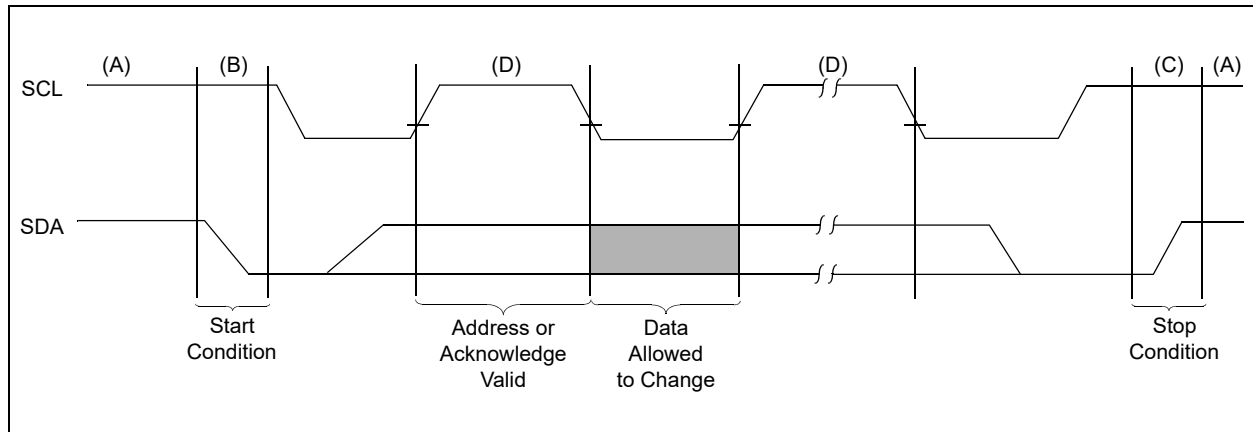 (A) (B) (D) (D) (C) (A)
SCL
SDA
Start
Condition
Address or
Acknowledge
Valid
Data
Allowed
to Change
Stop
Condition